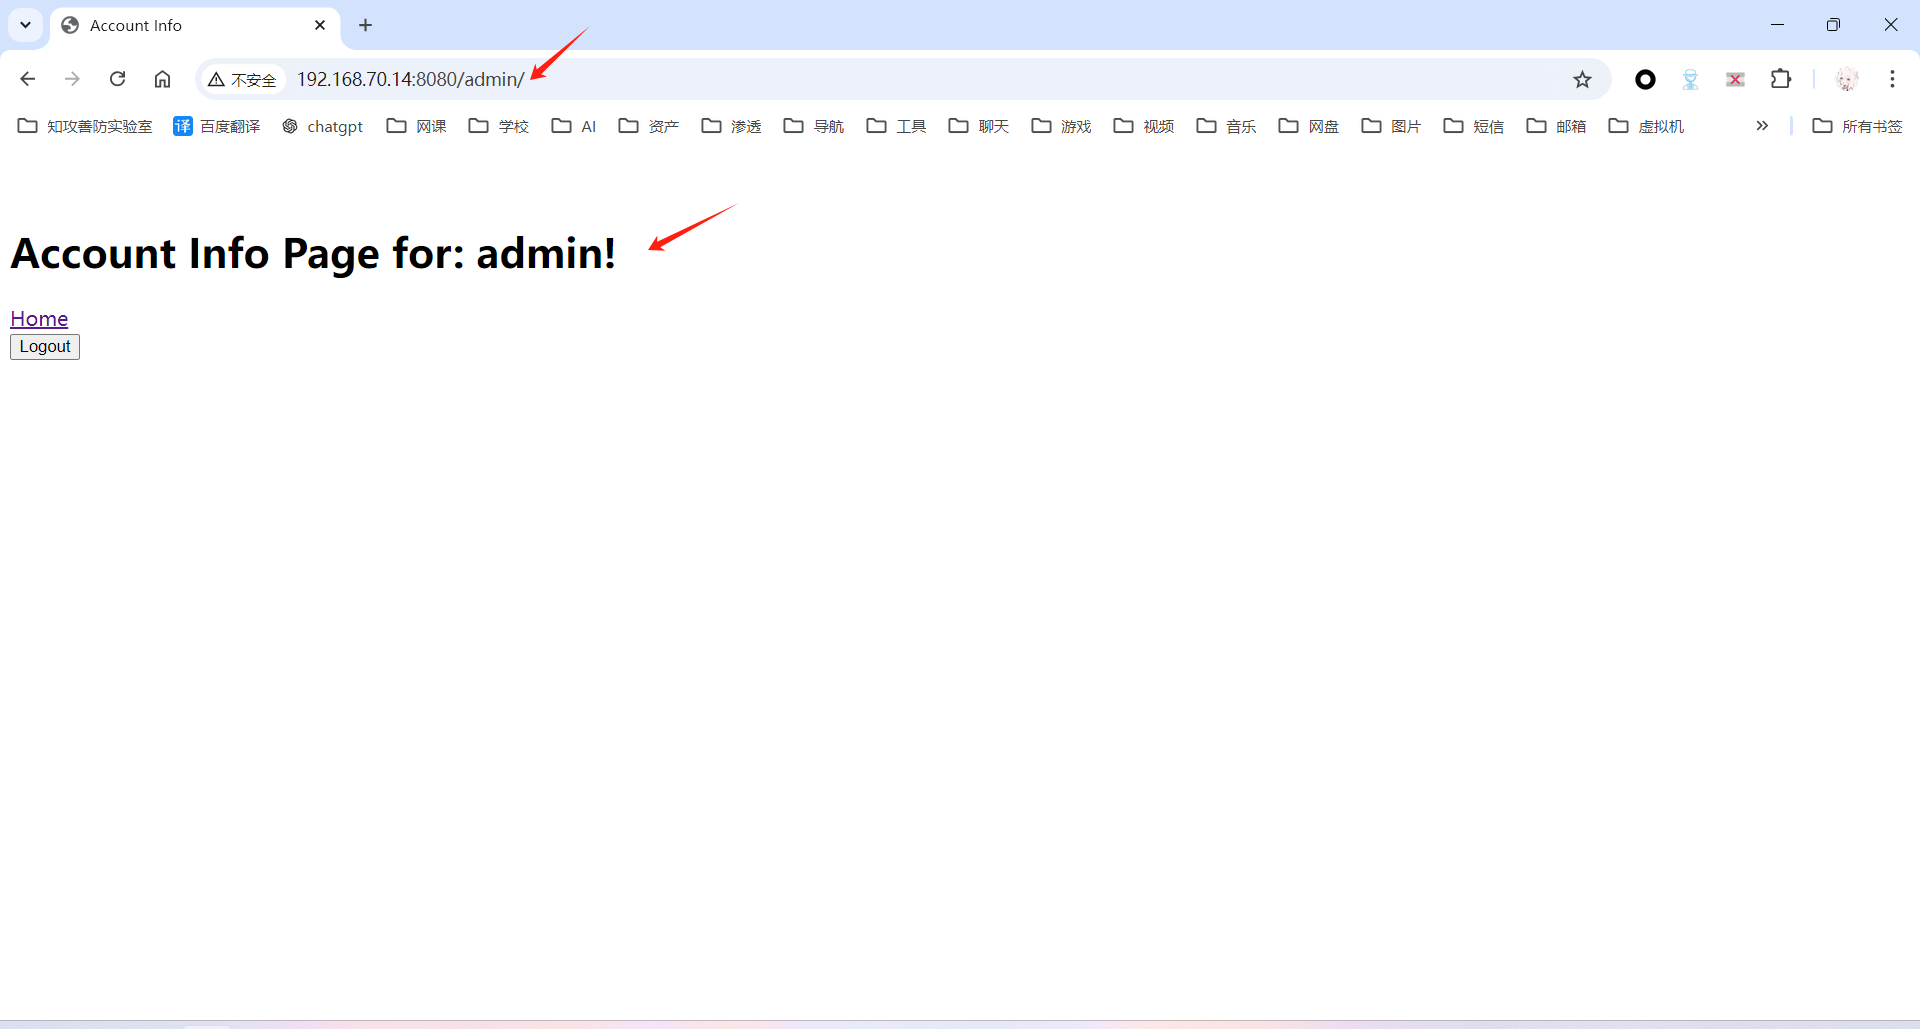 Account Info
不安全 192.168.70.14:8080/admin/
知攻善防实验室 译 百度翻译 chatgpt 网课 学校 AI 资产 渗透 导航 工具 聊天 游戏 视频 音乐 网盘 图片 短信 邮箱 虚拟机 所有书签
Account Info Page for: admin!
Home
Logout